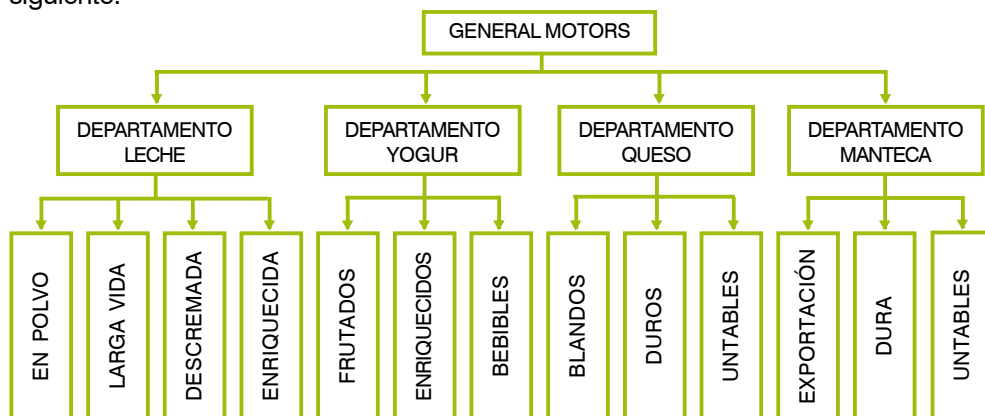 siguiente:
GENERAL MOTORS
DEPARTAMENTO
LECHE
DEPARTAMENTO
YOGUR
DEPARTAMENTO
QUESO
DEPARTAMENTO
MANTECA
EN POLVO
LARGA VIDA
DESCREMADA
ENRIQUECIDA
FRUTADOS
ENRIQUECIDOS
BEBIBLES
BLANDOS
DUROS
UNTABLES
EXPORTACIÓN
DURA
UNTABLES